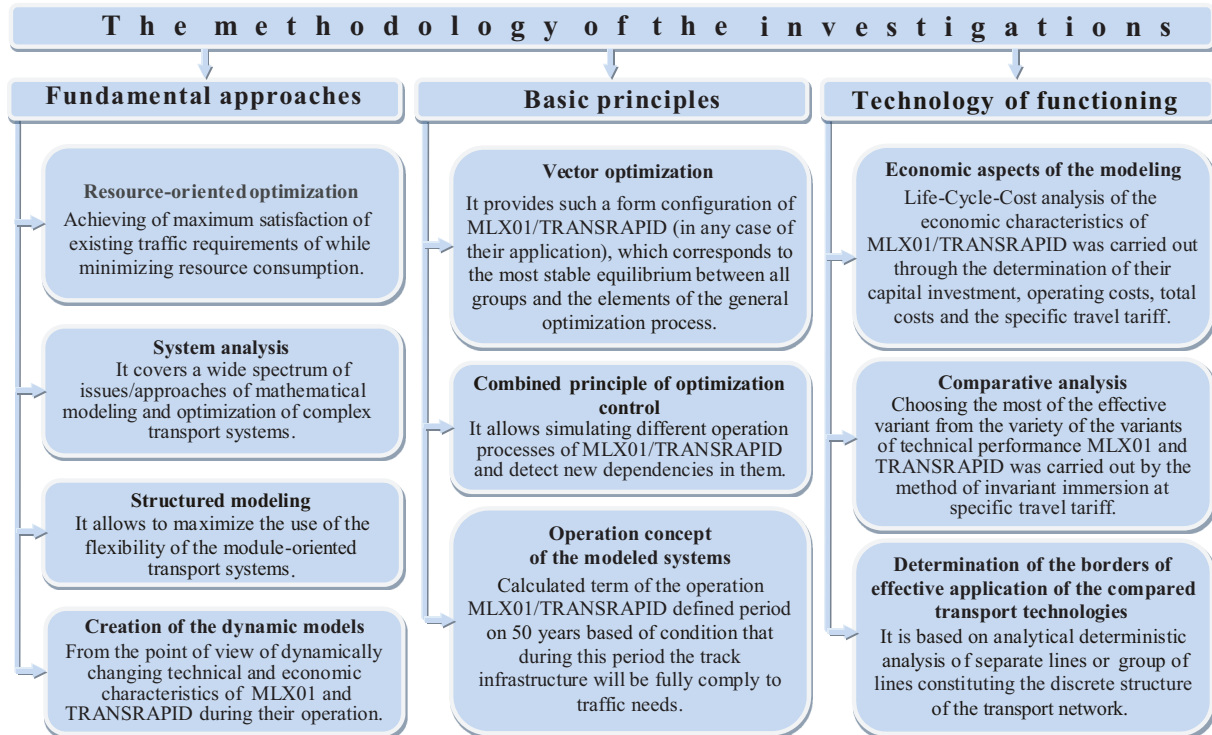 The methodology of the investigations
Fundamental approaches
Resource-oriented optimization
Achieving of maximum satisfaction of
existing traffic requirements of while
minimizing resource consumption.
System analysis
It covers a wide spectrum of
issues/approaches of mathematical
modeling and optimization of complex
transport systems.
Structured modeling
It allows to maximize the use of the
flexibility of the module-oriented
transport systems.
Creation of the dynamic models
From the point of view of dynamically
changing technical and economic
characteristics of MLX01 and
TRANSRAPID during their operation.
Basic principles
Vector optimization
It provides such a form configuration of
MLX01/TRANSRAPID (in any case of
their application), which corresponds to
the most stable equilibrium between all
groups and the elements of the general
optimization process.
Combined principle of optimization
control
It allows simulating different operation
processes of MLX01/TRANSRAPID
and detect new dependencies in them.
Operation concept
of the modeled systems
Calculated term of the operation
MLX01/TRANSRAPID defined period
on 50 years based of condition that
during this period the track
infrastructure will be fully comply to
traffic needs.
Technology of functioning
Economic aspects of the modeling
Life-Cycle-Cost analysis of the
economic characteristics of
MLX01/TRANSRAPID was carried out
through the determination of their
capital investment, operating costs, total
costs and the specific travel tariff.
Comparative analysis
Choosing the most of the effective
variant from the variety of the variants
of technical performance MLX01 and
TRANSRAPID was carried out by the
method of invariant immersion at
specific travel tariff.
Determination of the borders of
effective application of the compared
transport technologies
It is based on analytical deterministic
analysis of separate lines or group of
lines constituting the discrete structure
of the transport network.